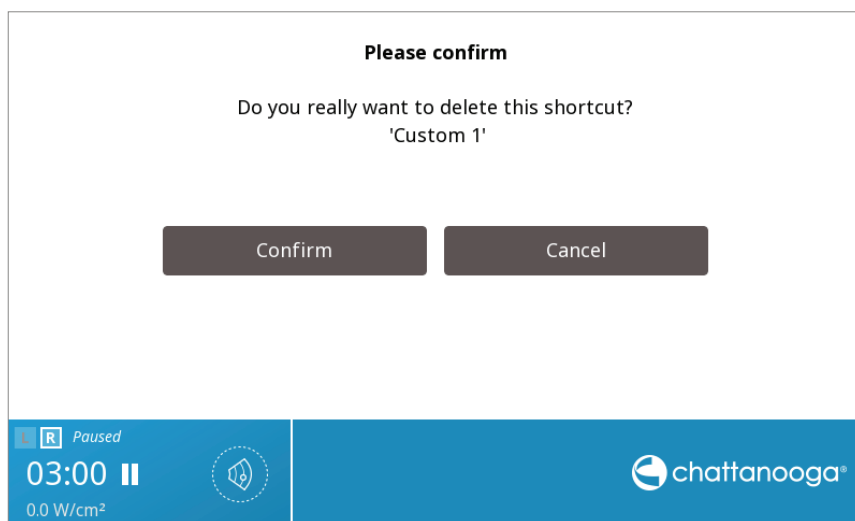 Please confirm
Do you really want to delete this shortcut?
'Custom 1'
Confirm Cancel
L R Paused
03:00
0.0 W/cm²
chattanooga®